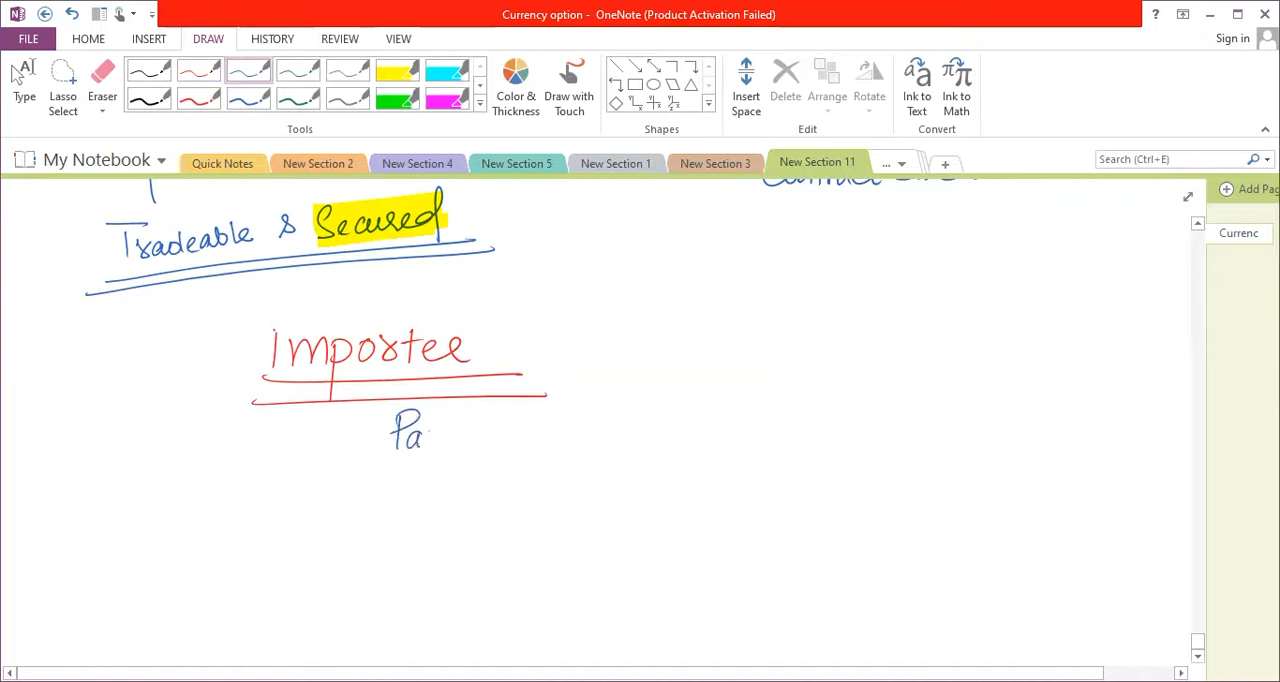 Currency option - OneNote (Product Activation Failed)
FILE HOME INSERT DRAW HISTORY REVIEW VIEW Sign in
Type Lasso Select Eraser Color & Thickness Draw with Touch Insert Space Delete Arrange Rotate Ink to Text Ink to Math
Tools Shapes Edit Convert
My Notebook Quick Notes New Section 2 New Section 4 New Section 5 New Section 1 New Section 3 New Section 11 ... Search (Ctrl+E)
Add Pag
Currenc
Tradeable & Secured
Importer
Pa